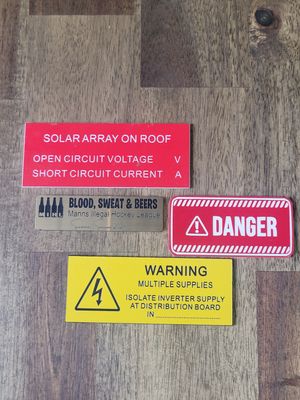 SOLAR ARRAY ON ROOF
OPEN CIRCUIT VOLTAGE V
SHORT CIRCUIT CURRENT A
BLOOD, SWEAT & BEERS
MIHL Manns Illegal Hockey League
DANGER
WARNING
MULTIPLE SUPPLIES
ISOLATE INVERTER SUPPLY
AT DISTRIBUTION BOARD
IN